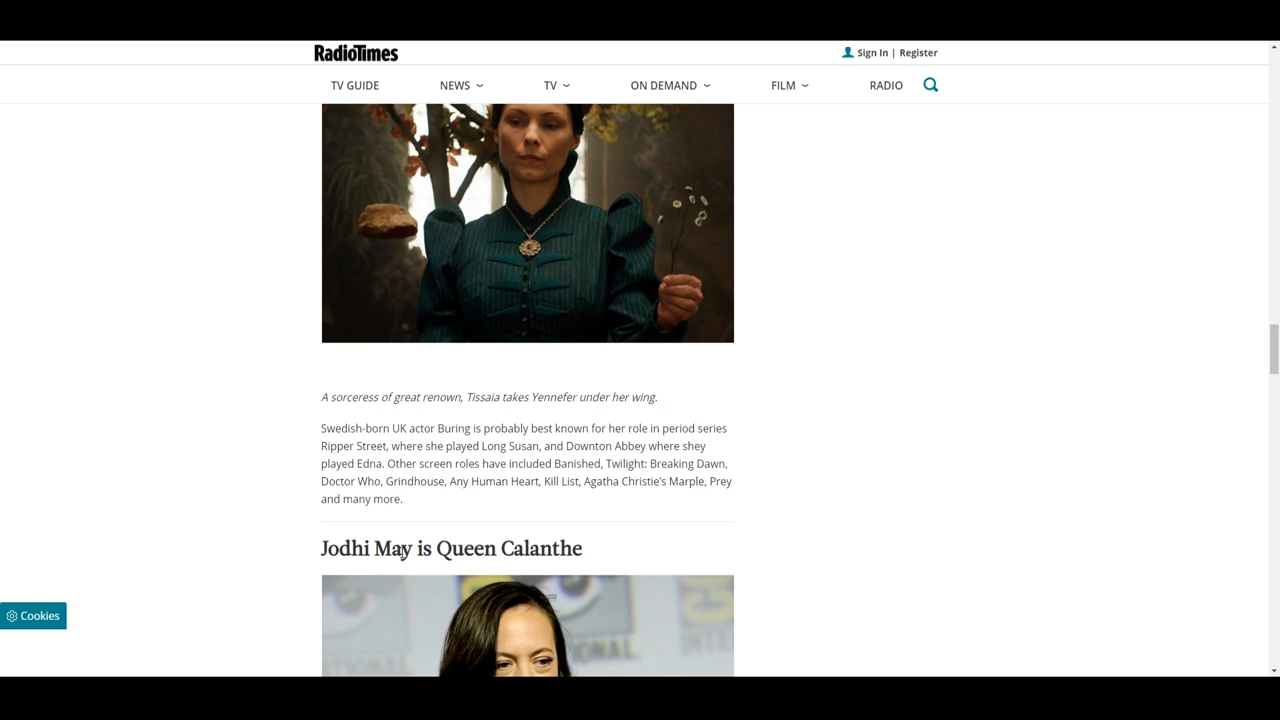 RadioTimes
Sign In | Register
TV GUIDE NEWS TV ON DEMAND FILM RADIO
A sorceress of great renown, Tissaia takes Yennefer under her wing.
Swedish-born UK actor Buring is probably best known for her role in period series
Ripper Street, where she played Long Susan, and Downton Abbey where shey
played Edna. Other screen roles have included Banished, Twilight: Breaking Dawn,
Doctor Who, Grindhouse, Any Human Heart, Kill List, Agatha Christie's Marple, Prey
and many more.
Jodhi May is Queen Calanthe
Cookies